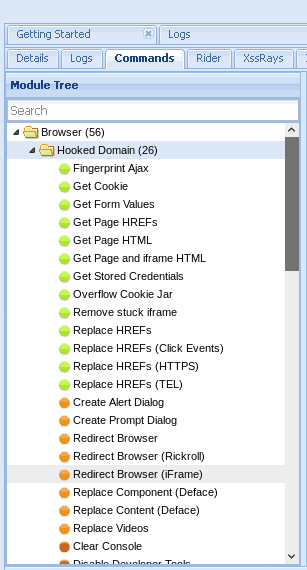 Getting Started Logs
Details Logs Commands Rider XssRays
Module Tree
Search
Browser (56)
Hooked Domain (26)
Fingerprint Ajax
Get Cookie
Get Form Values
Get Page HREFs
Get Page HTML
Get Page and iframe HTML
Get Stored Credentials
Overflow Cookie Jar
Remove stuck iframe
Replace HREFs
Replace HREFs (Click Events)
Replace HREFs (HTTPS)
Replace HREFs (TEL)
Create Alert Dialog
Create Prompt Dialog
Redirect Browser
Redirect Browser (Rickroll)
Redirect Browser (iFrame)
Replace Component (Deface)
Replace Content (Deface)
Replace Videos
Clear Console
Disable Developer Tools